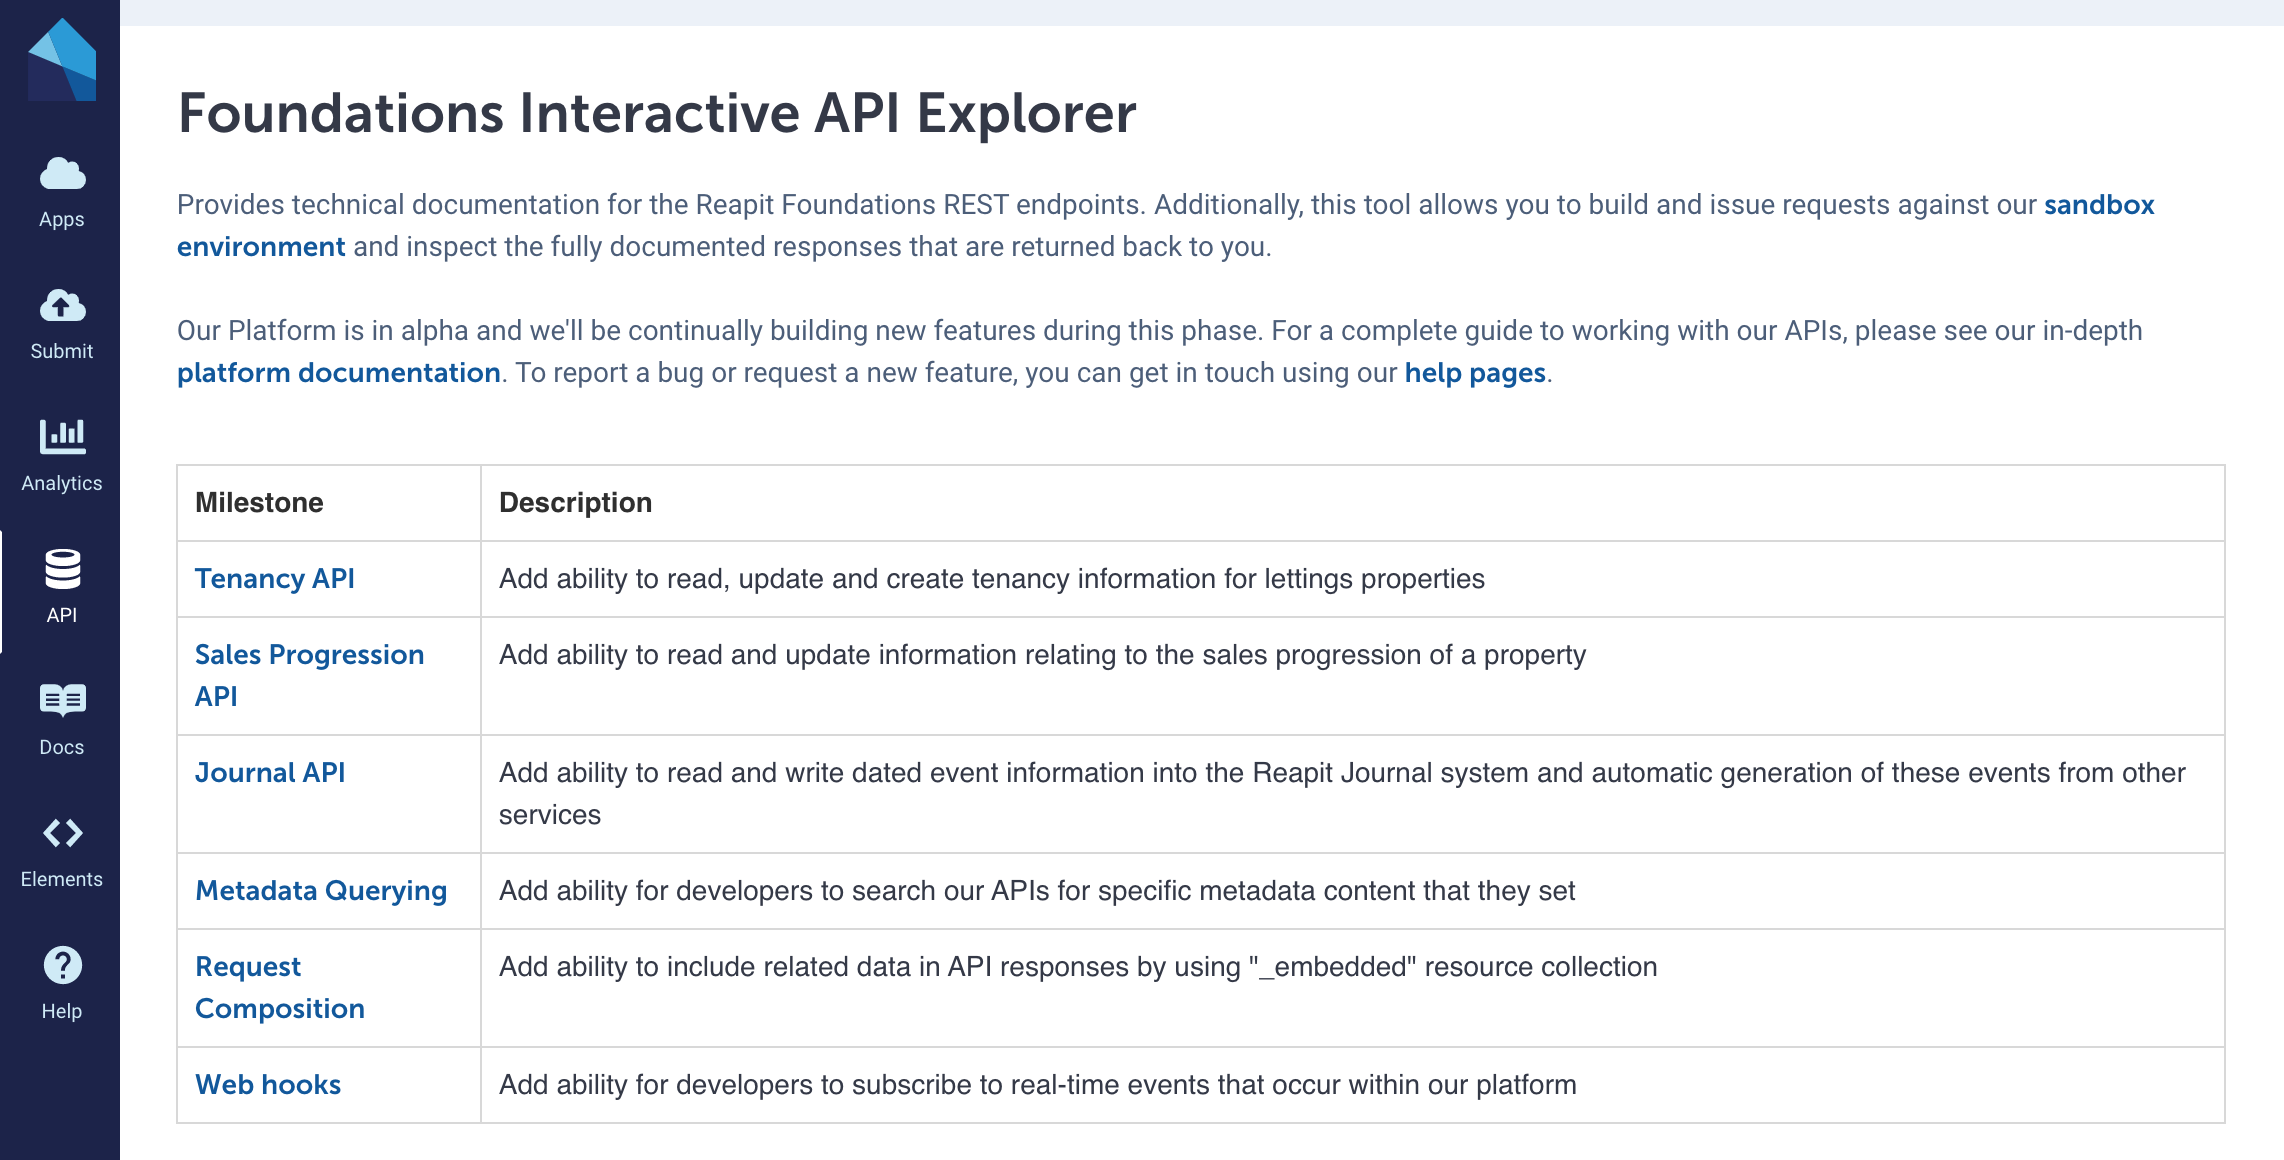 Apps
Submit
Analytics
API
Docs
Elements
Help
Foundations Interactive API Explorer
Provides technical documentation for the Reapit Foundations REST endpoints. Additionally, this tool allows you to build and issue requests against our sandbox
environment and inspect the fully documented responses that are returned back to you.
Our Platform is in alpha and we'll be continually building new features during this phase. For a complete guide to working with our APIs, please see our in-depth
platform documentation. To report a bug or request a new feature, you can get in touch using our help pages.
Milestone Description
Tenancy API Add ability to read, update and create tenancy information for lettings properties
Sales Progression Add ability to read and update information relating to the sales progression of a property
API
Journal API Add ability to read and write dated event information into the Reapit Journal system and automatic generation of these events from other
services
Metadata Querying Add ability for developers to search our APIs for specific metadata content that they set
Request Add ability to include related data in API responses by using "_embedded" resource collection
Composition
Web hooks Add ability for developers to subscribe to real-time events that occur within our platform